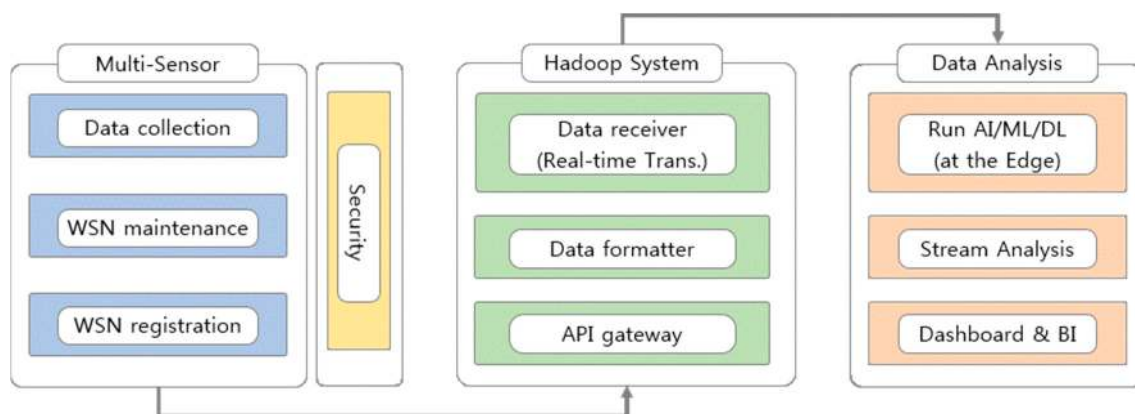 Multi-Sensor
Data collection
WSN maintenance
WSN registration
Security
Hadoop System
Data receiver
(Real-time Trans.)
Data formatter
API gateway
Data Analysis
Run AI/ML/DL
(at the Edge)
Stream Analysis
Dashboard & BI